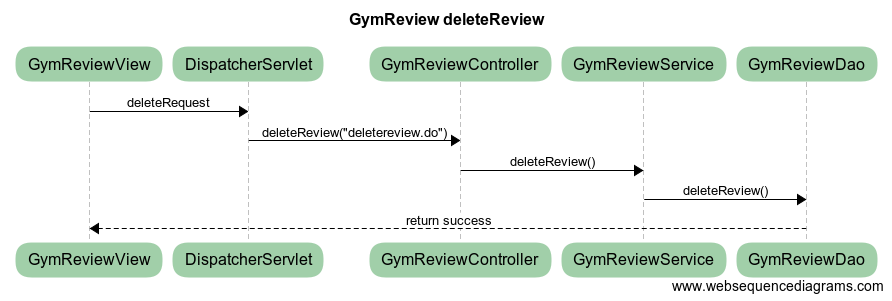 GymReview deleteReview
GymReviewView DispatcherServlet GymReviewController GymReviewService GymReviewDao
deleteRequest
deleteReview("deletereview.do")
deleteReview()
deleteReview()
return success
GymReviewView DispatcherServlet GymReviewController GymReviewService GymReviewDao
www.websequencediagrams.com